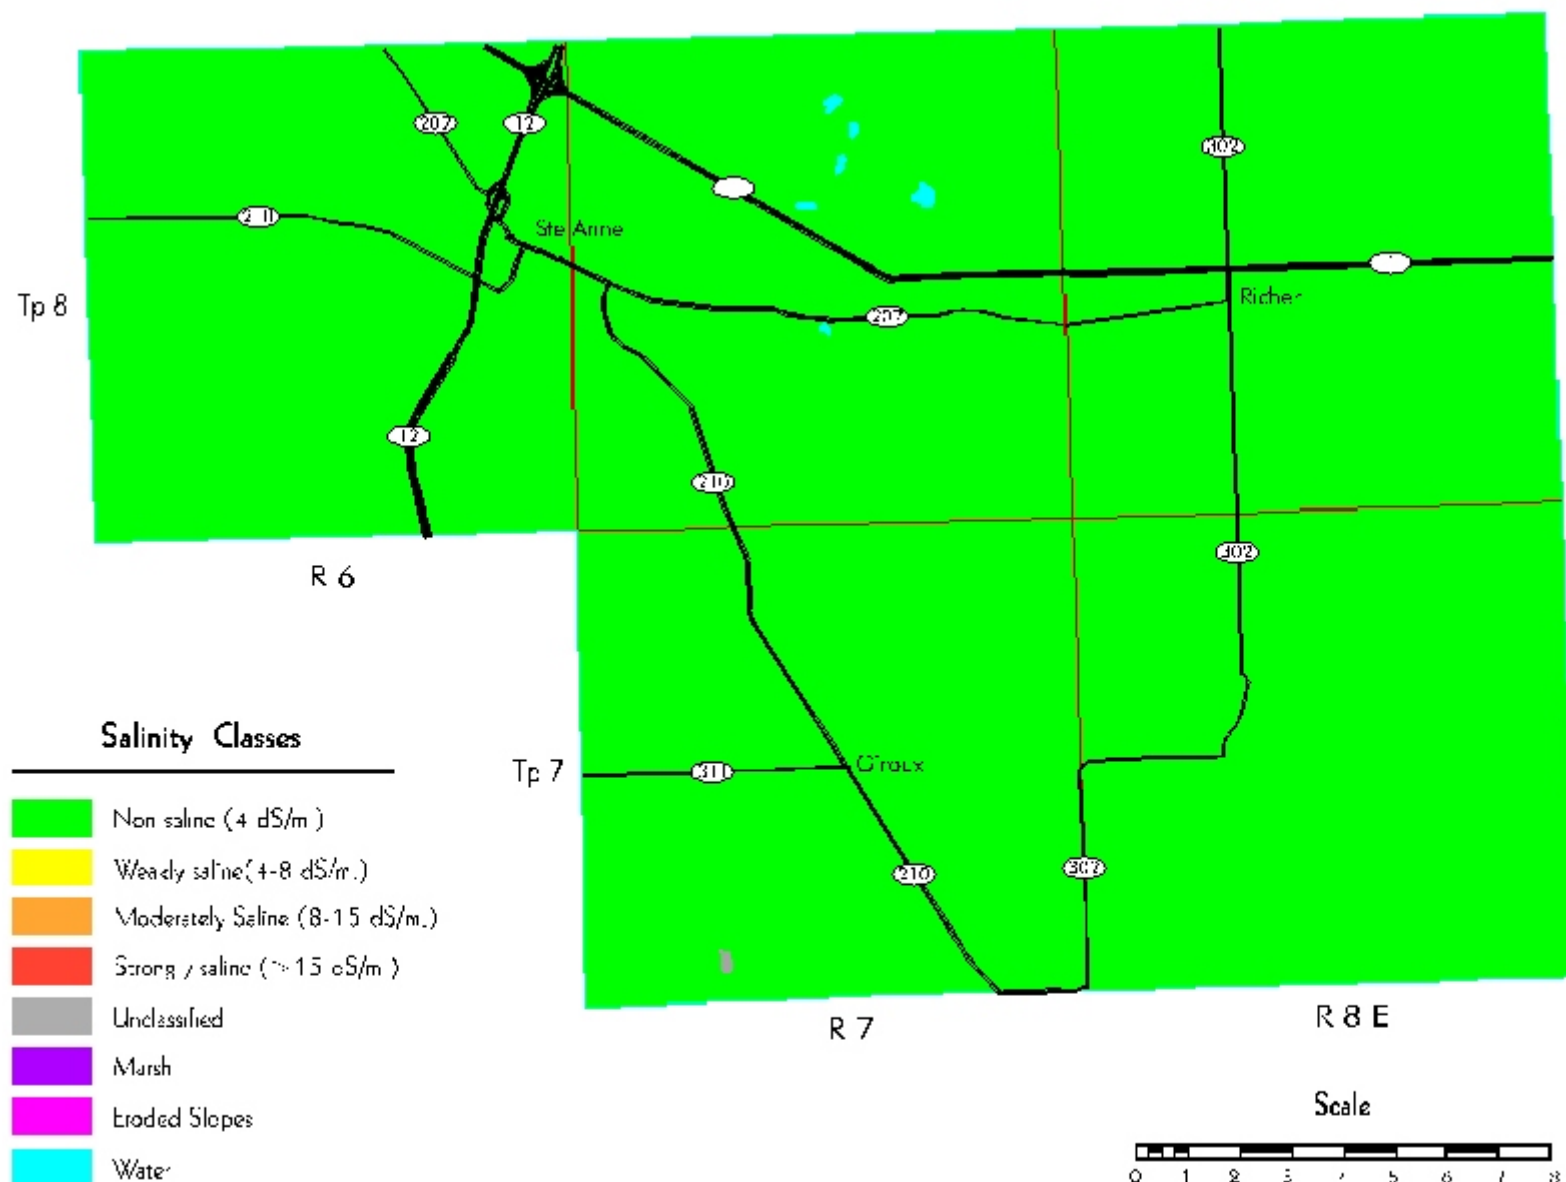 207
12
302
210
Ste Anne
Tp 8
Richer
207
12
210
R 6
302
Salinity Classes
Tp 7
311
Giroux
Non saline (4 dS/m.)
Weakly saline(4-8 dS/m.)
Moderately Saline (8-15 dS/m.)
Strongly saline (>15 dS/m.)
Unclassified
Marsh
Eroded Slopes
Water
210
302
R 7
R 8 E
Scale
0 1 2 3 4 5 6 7 8